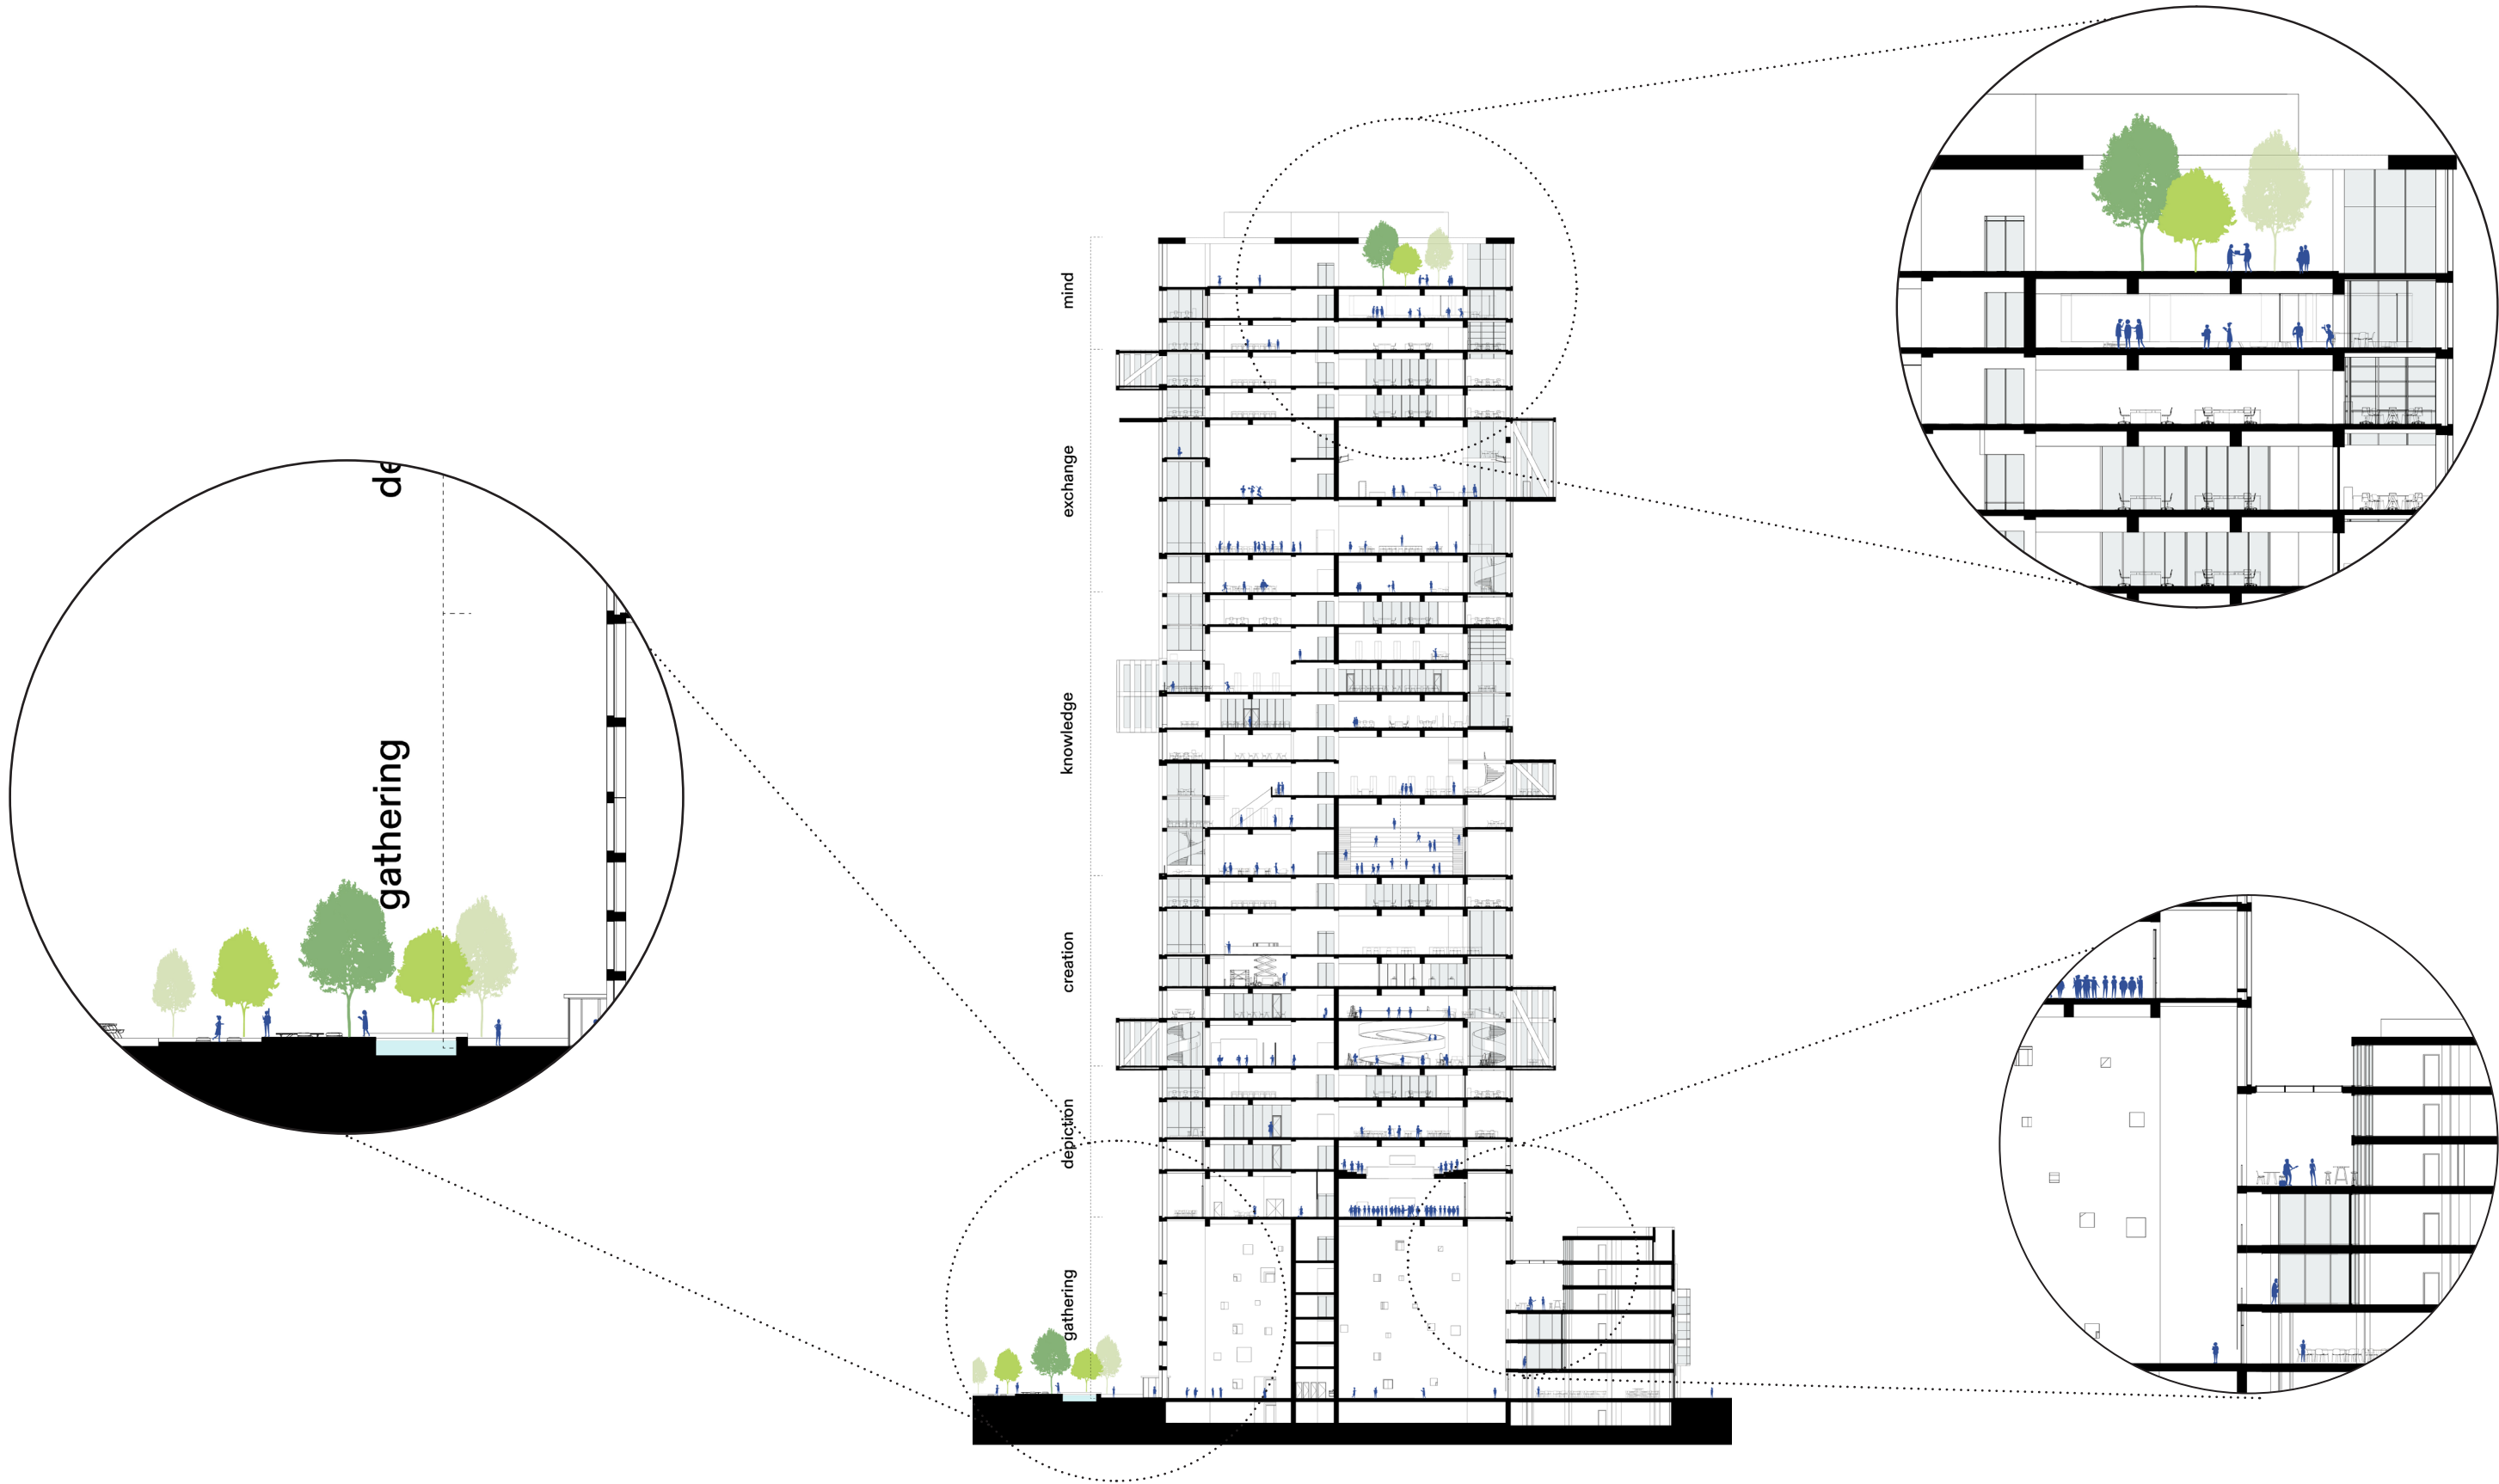 mind
exchange
knowledge
creation
depiction
gathering
de
gathering